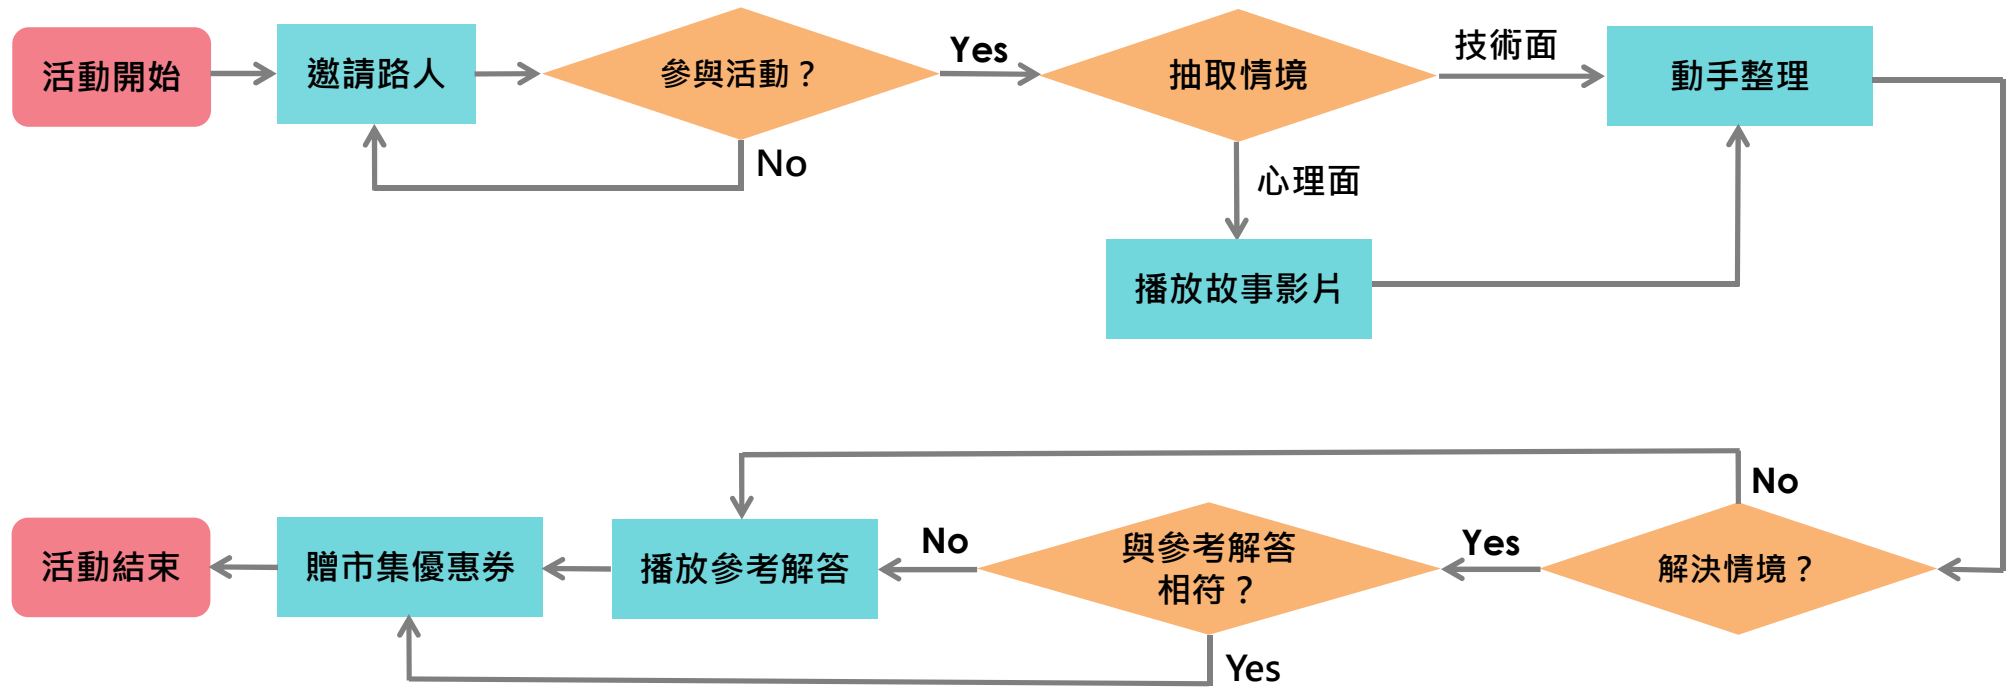 活動開始
邀請路人
參與活動？
Yes
No
抽取情境
技術面
心理面
動手整理
播放故事影片
No
解決情境？
Yes
與參考解答
相符？
No
Yes
播放參考解答
贈市集優惠券
活動結束